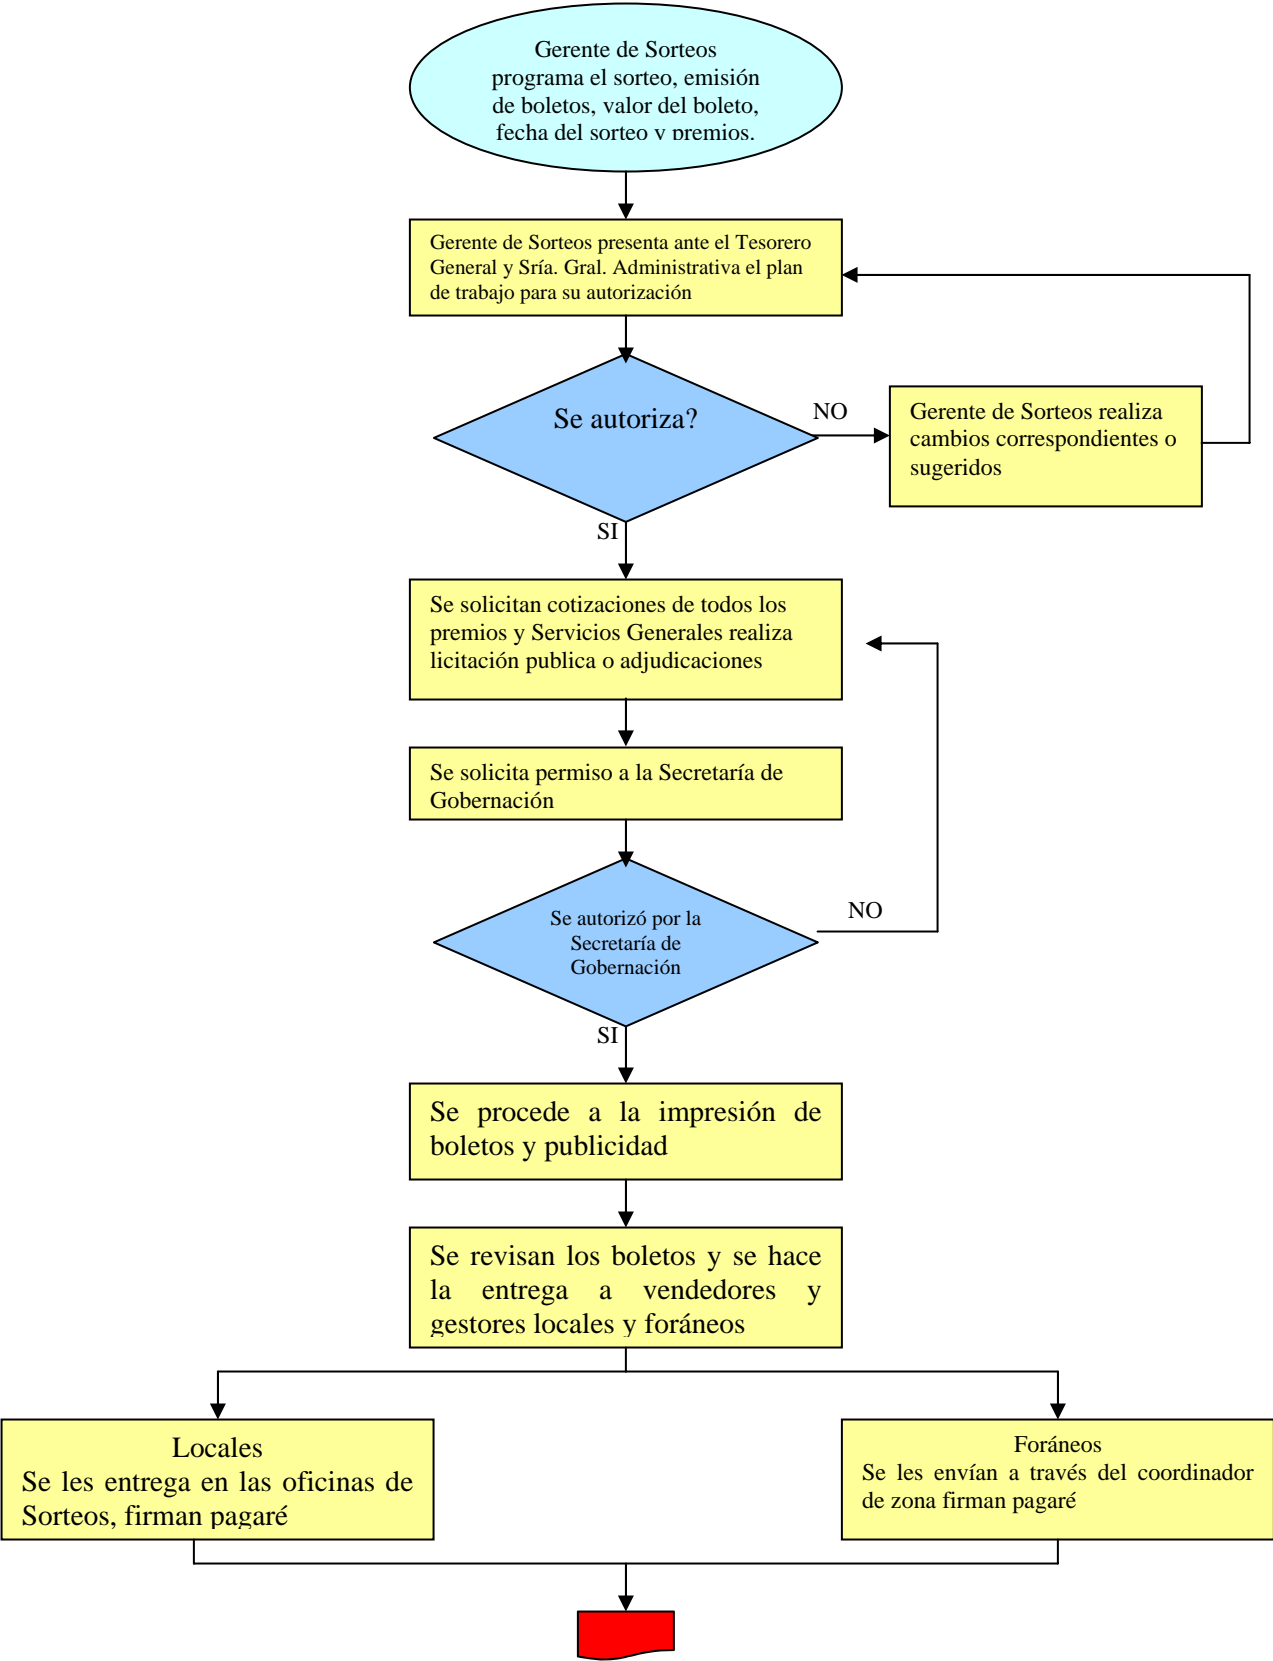 Gerente de Sorteos
programa el sorteo, emisión
de boletos, valor del boleto,
fecha del sorteo y premios.
Gerente de Sorteos presenta ante el Tesorero
General y Sría. Gral. Administrativa el plan
de trabajo para su autorización
Se autoriza?
NO
Gerente de Sorteos realiza
cambios correspondientes o
sugeridos
SI
Se solicitan cotizaciones de todos los
premios y Servicios Generales realiza
licitación publica o adjudicaciones
Se solicita permiso a la Secretaría de
Gobernación
Se autorizó por la
Secretaría de
Gobernación
NO
SI
Se procede a la impresión de
boletos y publicidad
Se revisan los boletos y se hace
la entrega a vendedores y
gestores locales y foráneos
Locales
Se les entrega en las oficinas de
Sorteos, firman pagaré
Foráneos
Se les envían a través del coordinador
de zona firman pagaré